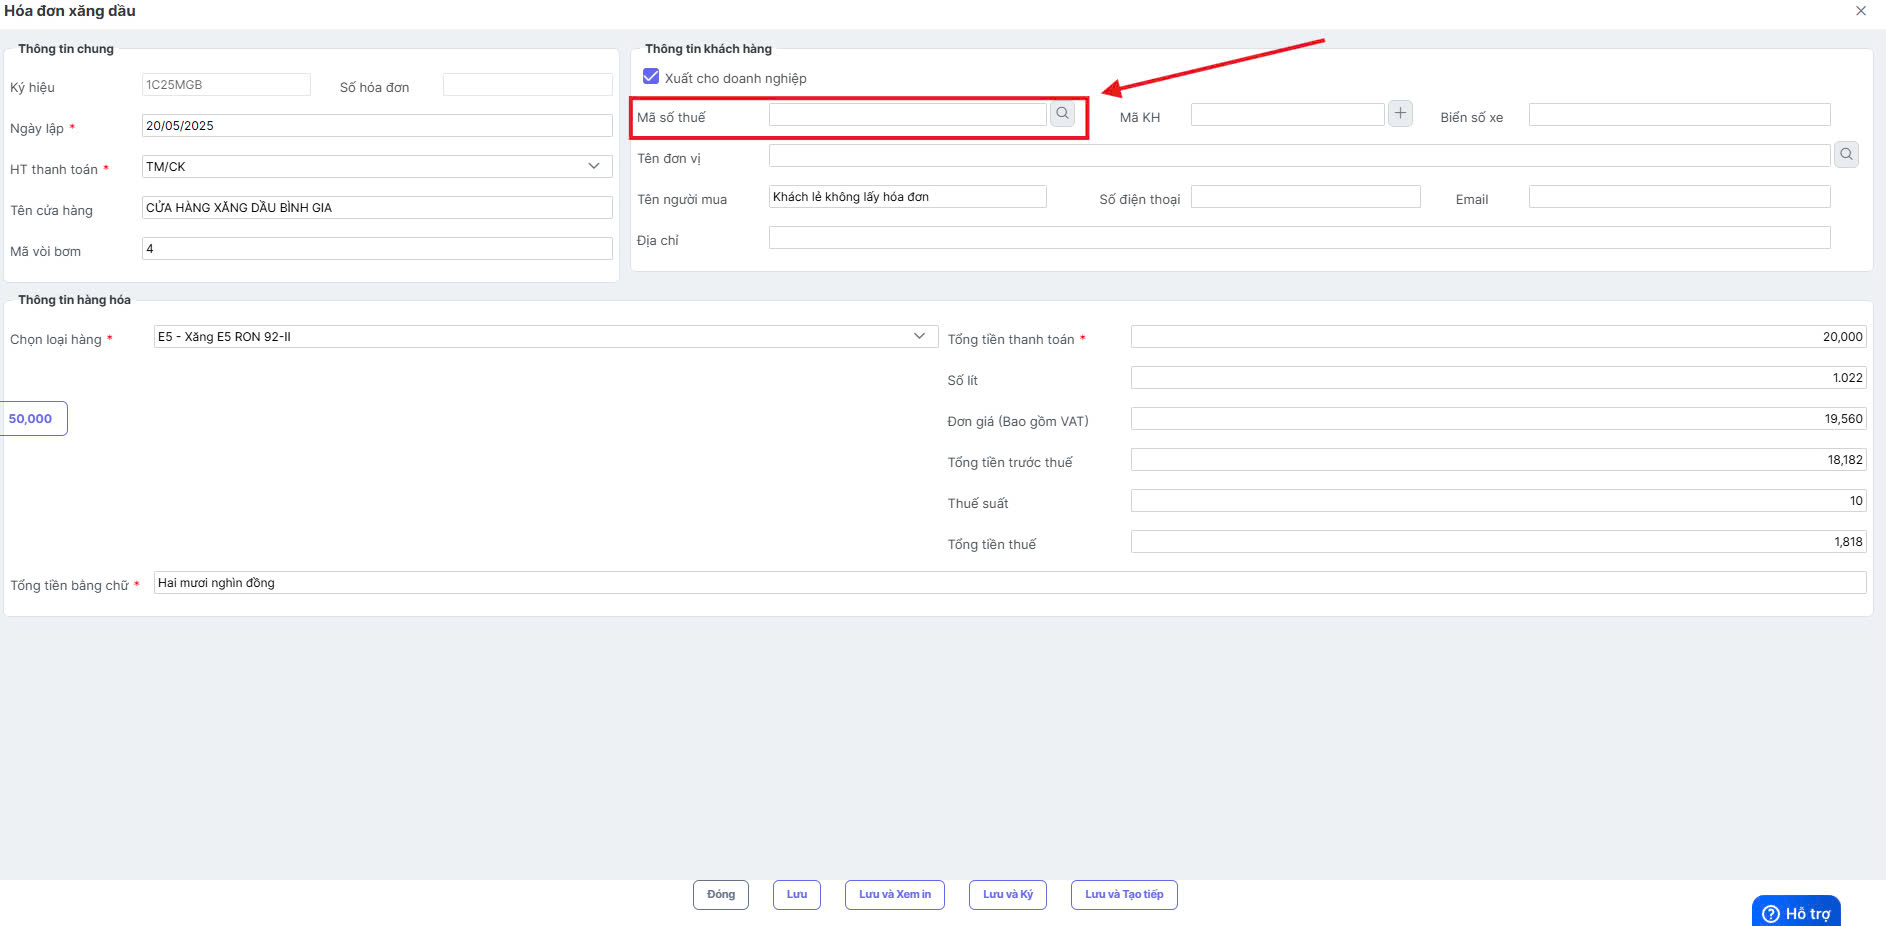 Hóa đơn xăng dầu
Thông tin chung
Ký hiệu 1C25MGB Số hóa đơn
Ngày lập * 20/05/2025
HT thanh toán * TM/CK
Tên cửa hàng CỬA HÀNG XĂNG DẦU BÌNH GIA
Mã vòi bơm 4
Thông tin khách hàng
Xuất cho doanh nghiệp
Mã số thuế Mã KH Biển số xe
Tên đơn vị
Tên người mua Khách lẻ không lấy hóa đơn Số điện thoại Email
Địa chỉ
Thông tin hàng hóa
Chọn loại hàng * E5 - Xăng E5 RON 92-II
50,000
Tổng tiền thanh toán * 20,000
Số lít 1.022
Đơn giá (Bao gồm VAT) 19,560
Tổng tiền trước thuế 18,182
Thuế suất 10
Tổng tiền thuế 1,818
Tổng tiền bằng chữ * Hai mươi nghìn đồng
Đóng Lưu Lưu và Xem in Lưu và Ký Lưu và Tạo tiếp
Hỗ trợ